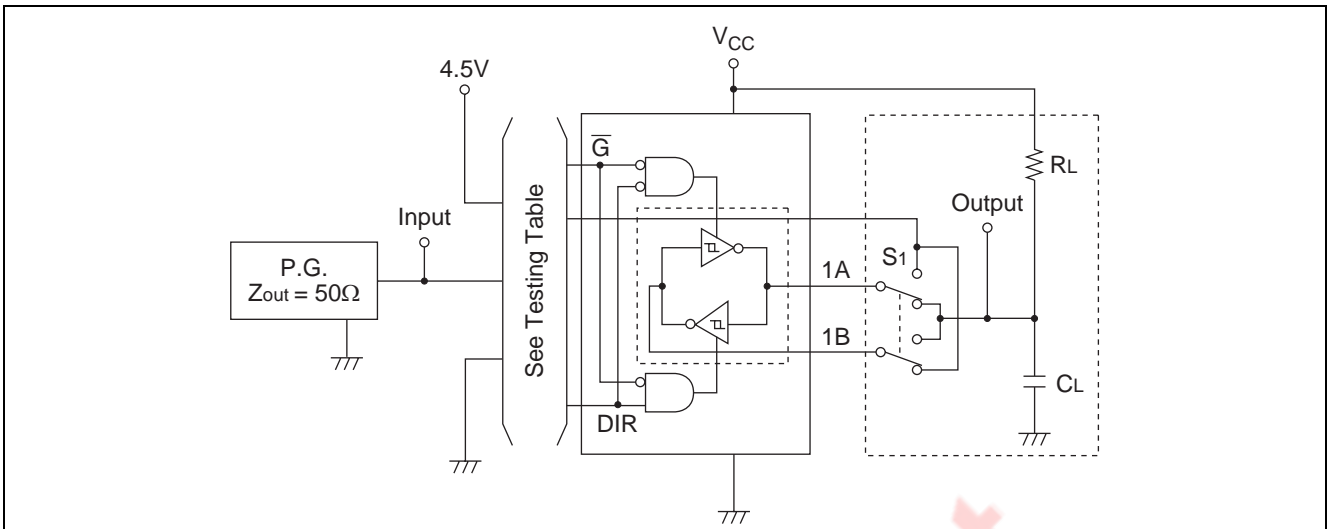 VCC
4.5V
G
RL
Input
Output
See Testing Table
S1
P.G.
Zout = 50Ω
1A
1B
CL
DIR